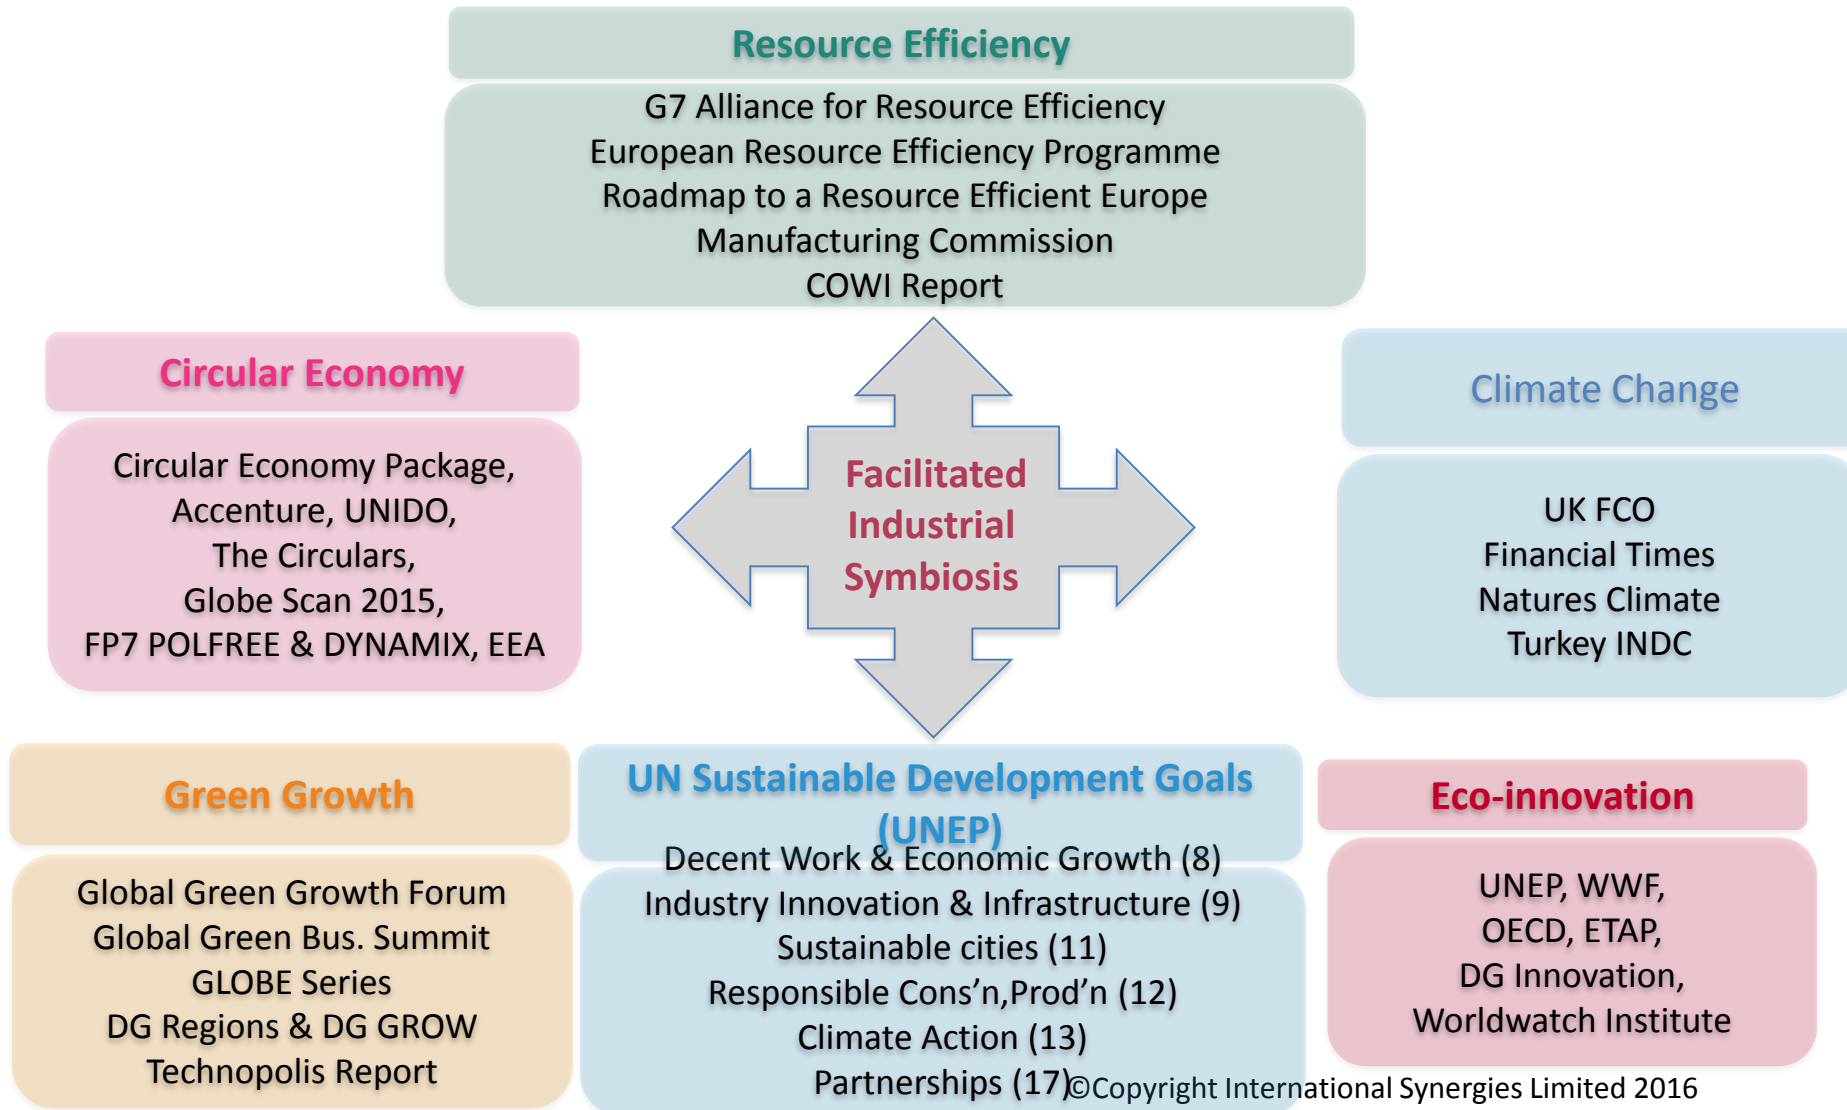 Resource Efficiency
G7 Alliance for Resource Efficiency
European Resource Efficiency Programme
Roadmap to a Resource Efficient Europe
Manufacturing Commission
COWI Report
Circular Economy
Circular Economy Package,
Accenture, UNIDO,
The Circulars,
Globe Scan 2015,
FP7 POLFREE & DYNAMIX, EEA
Facilitated
Industrial
Symbiosis
Climate Change
UK FCO
Financial Times
Natures Climate
Turkey INDC
Green Growth
Global Green Growth Forum
Global Green Bus. Summit
GLOBE Series
DG Regions & DG GROW
Technopolis Report
UN Sustainable Development Goals
(UNEP)
Decent Work & Economic Growth (8)
Industry Innovation & Infrastructure (9)
Sustainable cities (11)
Responsible Cons’n,Prod’n (12)
Climate Action (13)
Partnerships (17)
Eco-innovation
UNEP, WWF,
OECD, ETAP,
DG Innovation,
Worldwatch Institute
©Copyright International Synergies Limited 2016